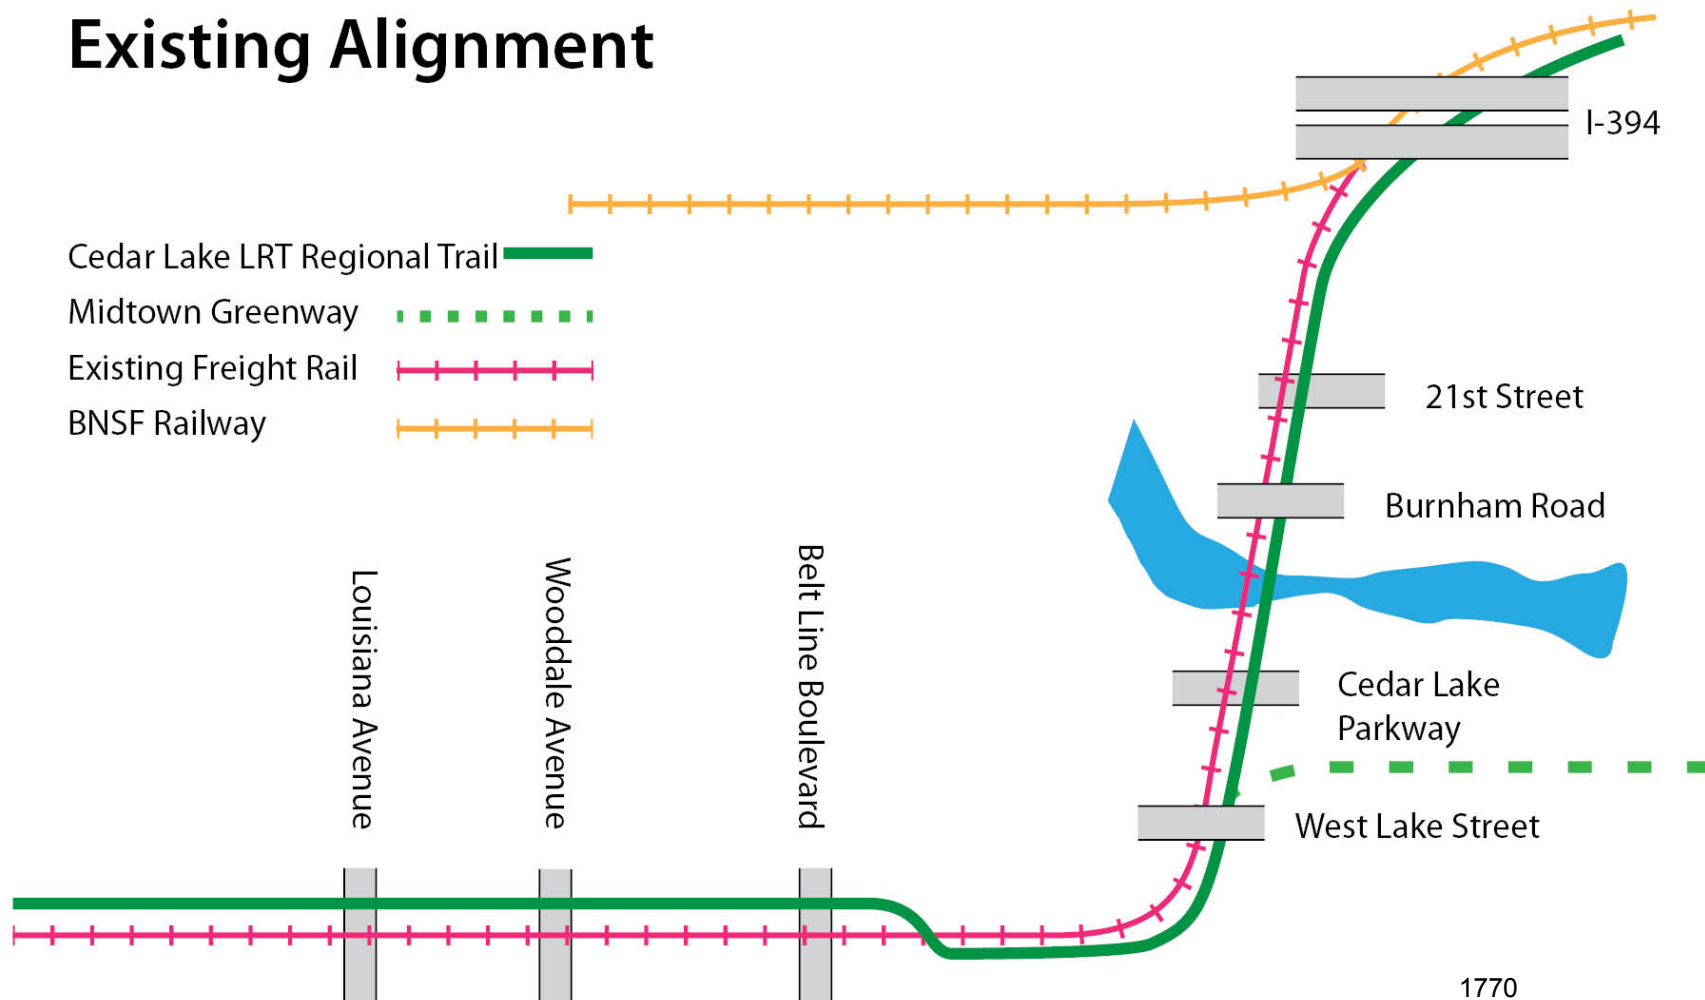 Existing Alignment
I-394
Cedar Lake LRT Regional Trail
Midtown Greenway
Existing Freight Rail
BNSF Railway
21st Street
Burnham Road
Louisiana Avenue
Wooddale Avenue
Belt Line Boulevard
Cedar Lake
Parkway
West Lake Street
1770